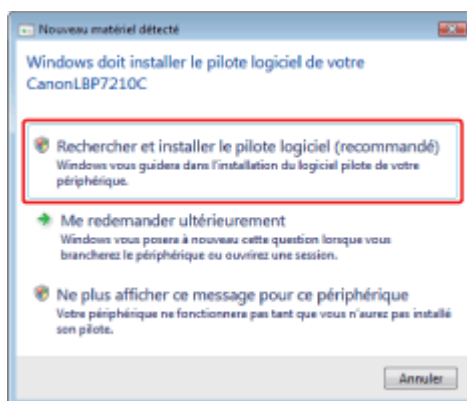 Nouveau matériel détecté
Windows doit installer le pilote logiciel de votre
CanonLBP7210C
Rechercher et installer le pilote logiciel (recommandé)
Windows vous guidera dans l'installation du logiciel pilote de votre
périphérique.
Me redemander ultérieurement
Windows vous posera à nouveau cette question lorsque vous
brancherez le périphérique ou ouvrirez une session.
Ne plus afficher ce message pour ce périphérique
Votre périphérique ne fonctionnera pas tant que vous n'aurez pas installé
son pilote.
Annuler